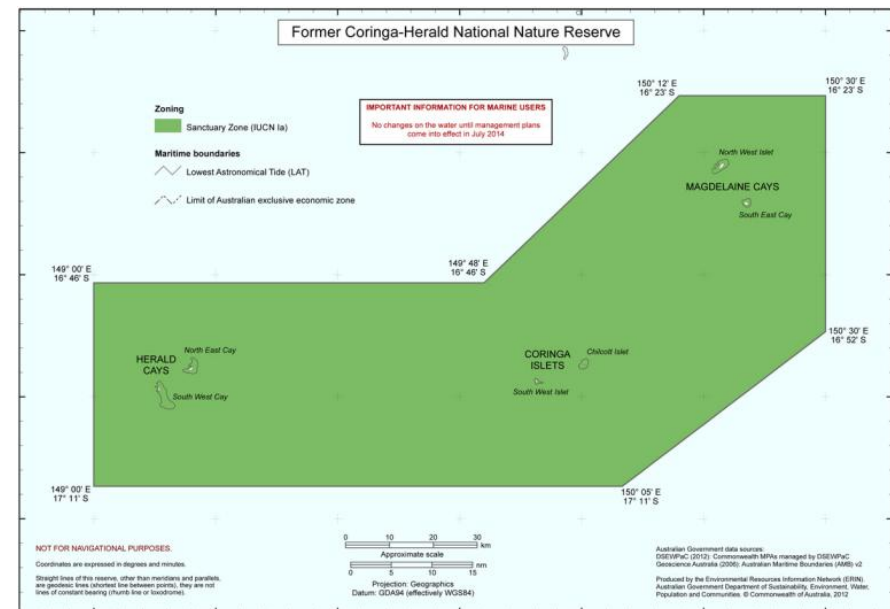 Former Coringa-Herald National Nature Reserve
150° 12' E
16° 23' S
150° 30' E
16° 23' S
Zoning
Sanctuary Zone (IUCN Ia)
Maritime boundaries
Lowest Astronomical Tide (LAT)
Limit of Australian exclusive economic zone
IMPORTANT INFORMATION FOR MARINE USERS
No changes on the water until management plans
come into effect in July 2014
North West Islet
MAGDELAINE CAYS
South East Cay
149° 00' E
16° 46' S
149° 48' E
16° 46' S
150° 30' E
16° 52' S
North East Cay
HERALD
CAYS
South West Cay
CORINGA
ISLETS
Chilcott Islet
South West Islet
149° 00' E
17° 11' S
150° 05' E
17° 11' S
NOT FOR NAVIGATIONAL PURPOSES.
Coordinates are expressed in degrees and minutes.
Straight lines of this reserve, other than meridians and parallels,
are geodesic lines (shortest line between points), they are not
lines of constant bearing (rhumb line or loxodrome).
0 10 20 30
km
Approximate scale
0 5 10 15
nm
Projection: Geographics
Datum: GDA94 (effectively WGS84)
Australian Government data sources:
DSEWPaC (2012): Commonwealth MPAs managed by DSEWPaC
Geoscience Australia (2006): Australian Maritime Boundaries (AMB) v2
Produced by the Environmental Resources Information Network (ERIN).
Australian Government Department of Sustainability, Environment, Water,
Population and Communities. © Commonwealth of Australia, 2012